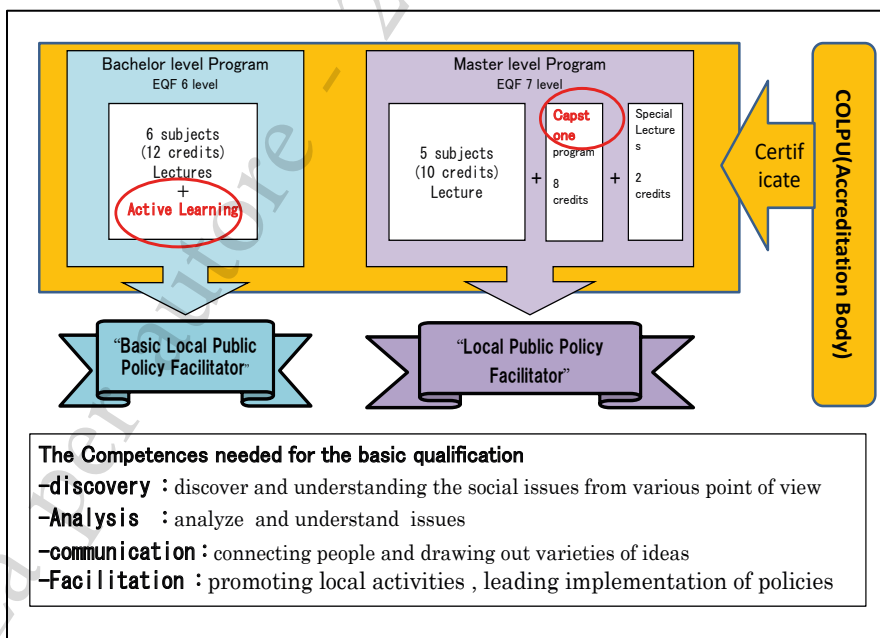 Bachelor level Program
EQF 6 level
6 subjects
(12 credits)
Lectures
+
Active Learning
"Basic Local Public
Policy Facilitator"
Master level Program
EQF 7 level
5 subjects
(10 credits)
Lecture
+
Capst
one
program
8
credits
+
Special
Lecture
s
2
credits
"Local Public Policy
Facilitator"
Certif
icate
COLPU(Accreditation Body)
The Competences needed for the basic qualification
-discovery : discover and understanding the social issues from various point of view
-Analysis : analyze and understand issues
-communication : connecting people and drawing out varieties of ideas
-Facilitation : promoting local activities , leading implementation of policies
per autore - 2